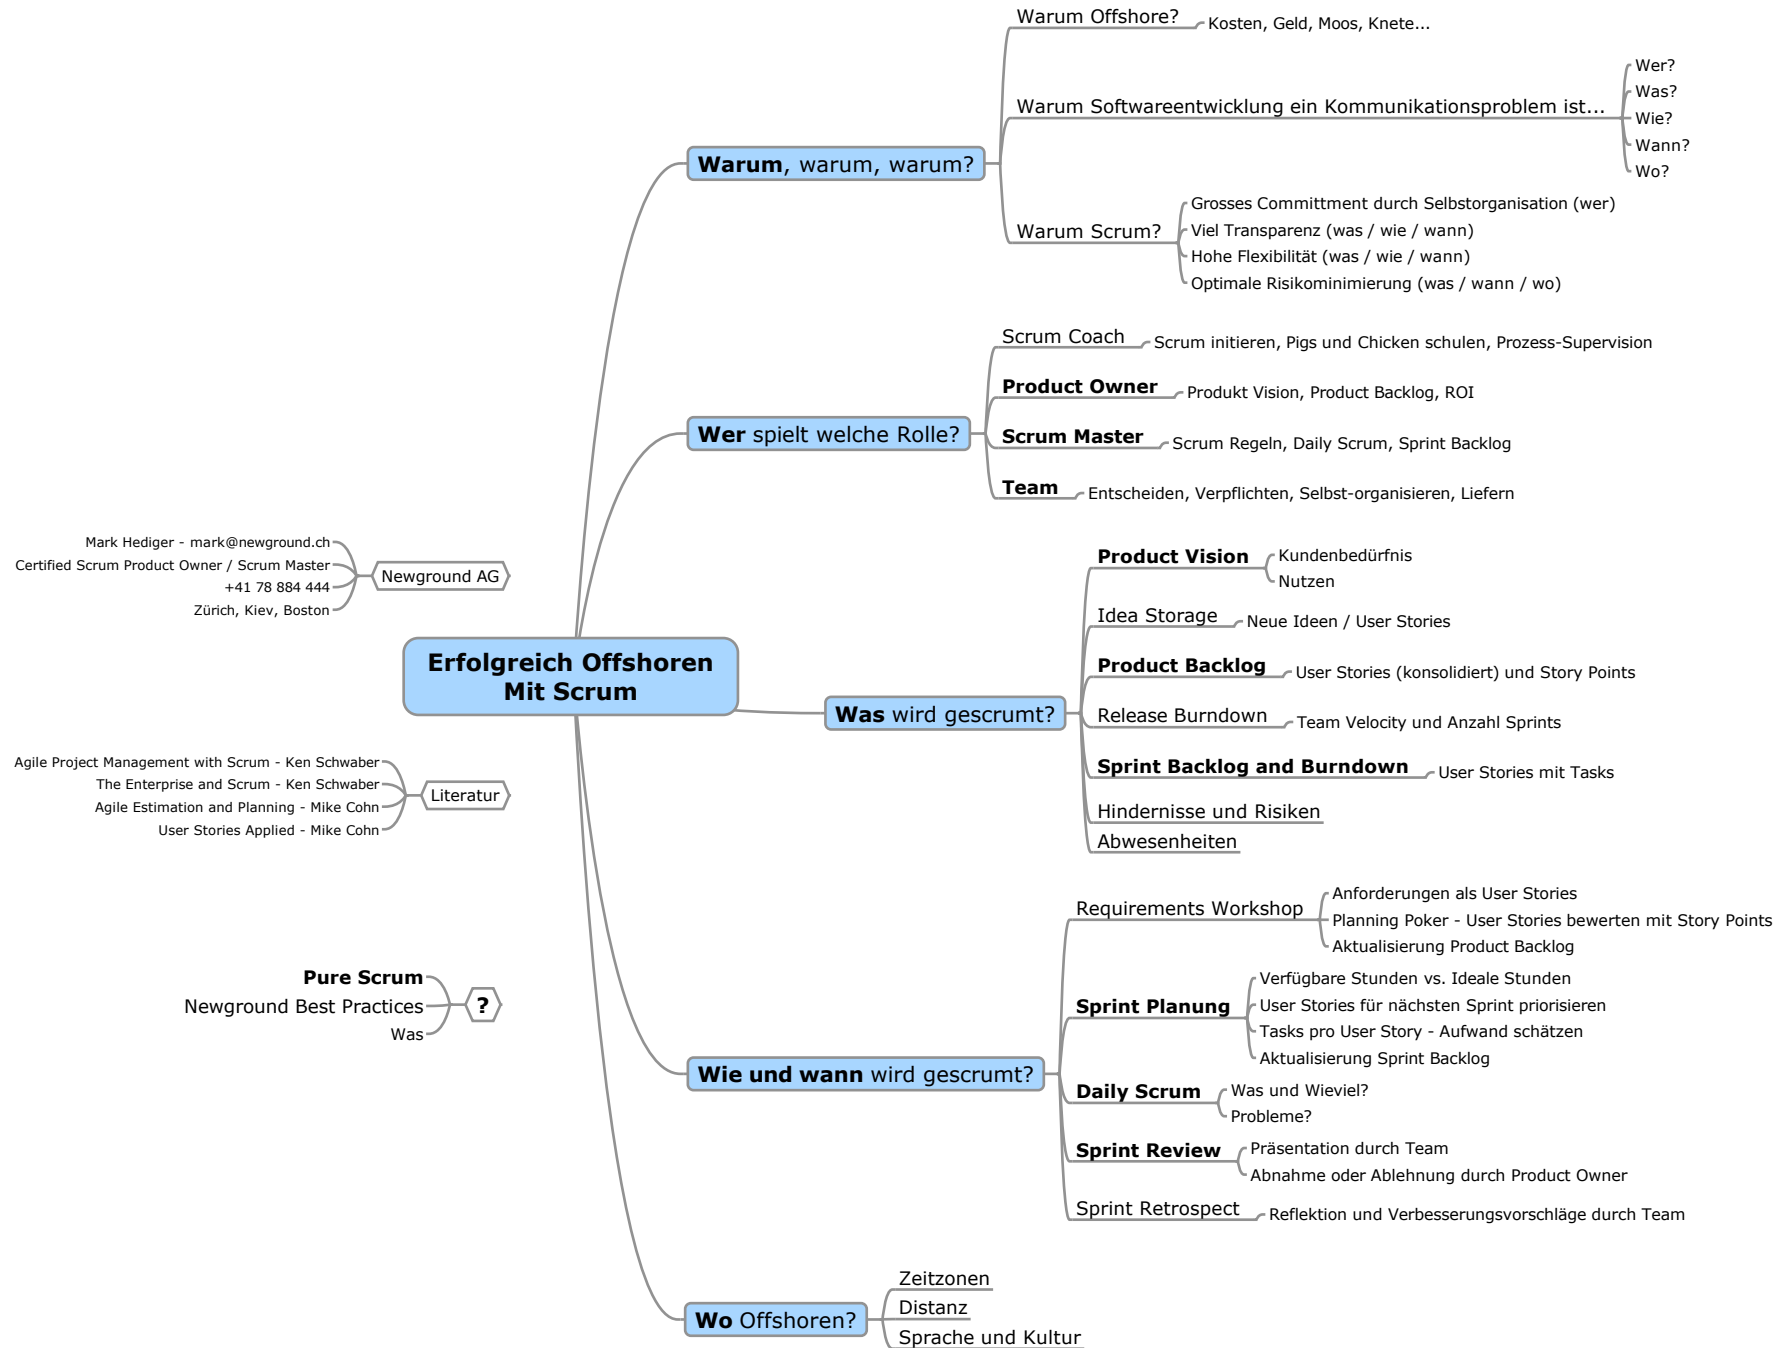 Erfolgreich Offshoren
Mit Scrum
Warum, warum, warum?
Warum Offshore?
Kosten, Geld, Moos, Knete...
Warum Softwareentwicklung ein Kommunikationsproblem ist...
Wer?
Was?
Wie?
Wann?
Wo?
Warum Scrum?
Grosses Committment durch Selbstorganisation (wer)
Viel Transparenz (was / wie / wann)
Hohe Flexibilität (was / wie / wann)
Optimale Risikominimierung (was / wann / wo)
Wer spielt welche Rolle?
Scrum Coach
Scrum initieren, Pigs und Chicken schulen, Prozess-Supervision
Product Owner
Produkt Vision, Product Backlog, ROI
Scrum Master
Scrum Regeln, Daily Scrum, Sprint Backlog
Team
Entscheiden, Verpflichten, Selbst-organisieren, Liefern
Was wird gescrumt?
Product Vision
Kundenbedürfnis
Nutzen
Idea Storage
Neue Ideen / User Stories
Product Backlog
User Stories (konsolidiert) und Story Points
Release Burndown
Team Velocity und Anzahl Sprints
Sprint Backlog and Burndown
User Stories mit Tasks
Hindernisse und Risiken
Abwesenheiten
Wie und wann wird gescrumt?
Requirements Workshop
Anforderungen als User Stories
Planning Poker - User Stories bewerten mit Story Points
Aktualisierung Product Backlog
Sprint Planung
Verfügbare Stunden vs. Ideale Stunden
User Stories für nächsten Sprint priorisieren
Tasks pro User Story - Aufwand schätzen
Aktualisierung Sprint Backlog
Daily Scrum
Was und Wieviel?
Probleme?
Sprint Review
Präsentation durch Team
Abnahme oder Ablehnung durch Product Owner
Sprint Retrospect
Reflektion und Verbesserungsvorschläge durch Team
Wo Offshoren?
Zeitzonen
Distanz
Sprache und Kultur
Newground AG
Mark Hediger - mark@newground.ch
Certified Scrum Product Owner / Scrum Master
+41 78 884 444
Zürich, Kiev, Boston
Literatur
Agile Project Management with Scrum - Ken Schwaber
The Enterprise and Scrum - Ken Schwaber
Agile Estimation and Planning - Mike Cohn
User Stories Applied - Mike Cohn
?
Pure Scrum
Newground Best Practices
Was